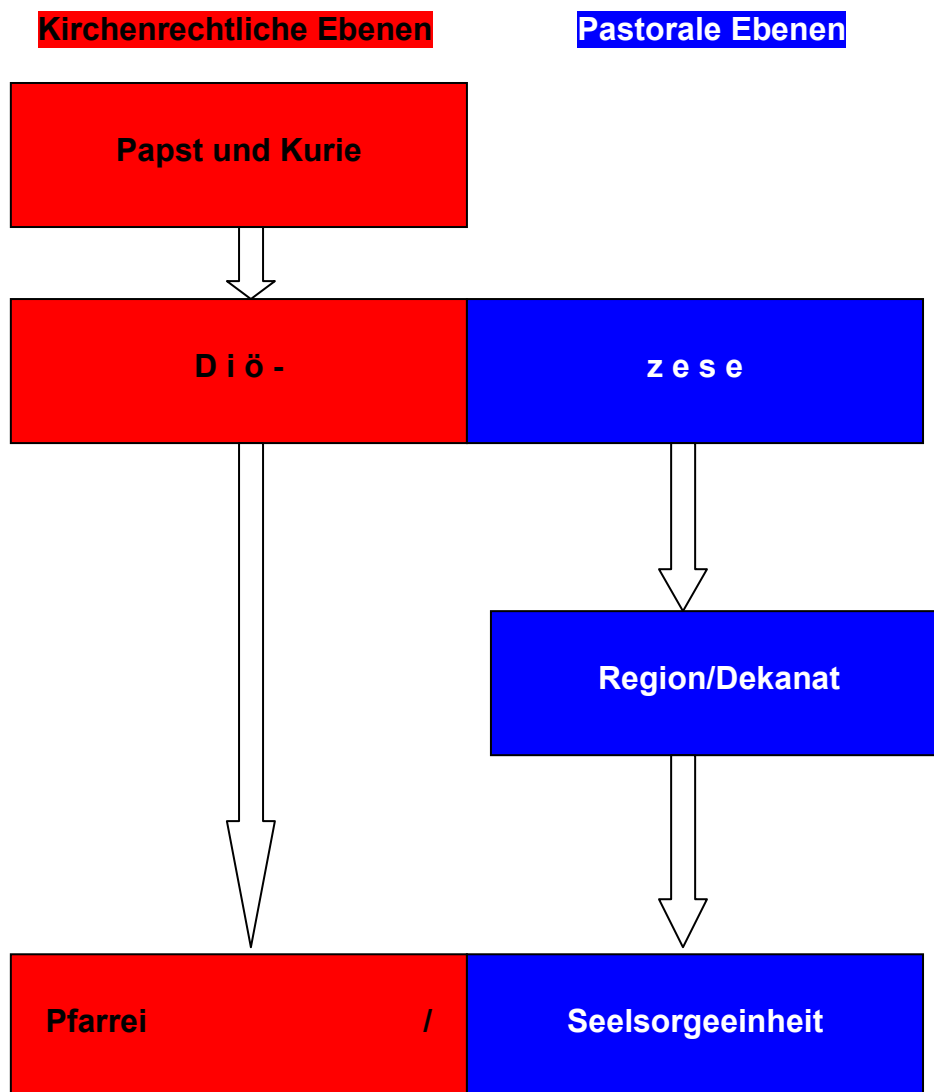 Kirchenrechtliche Ebenen Pastorale Ebenen
Papst und Kurie
D i ö - z e s e
Region/Dekanat
Pfarrei / Seelsorgeeinheit